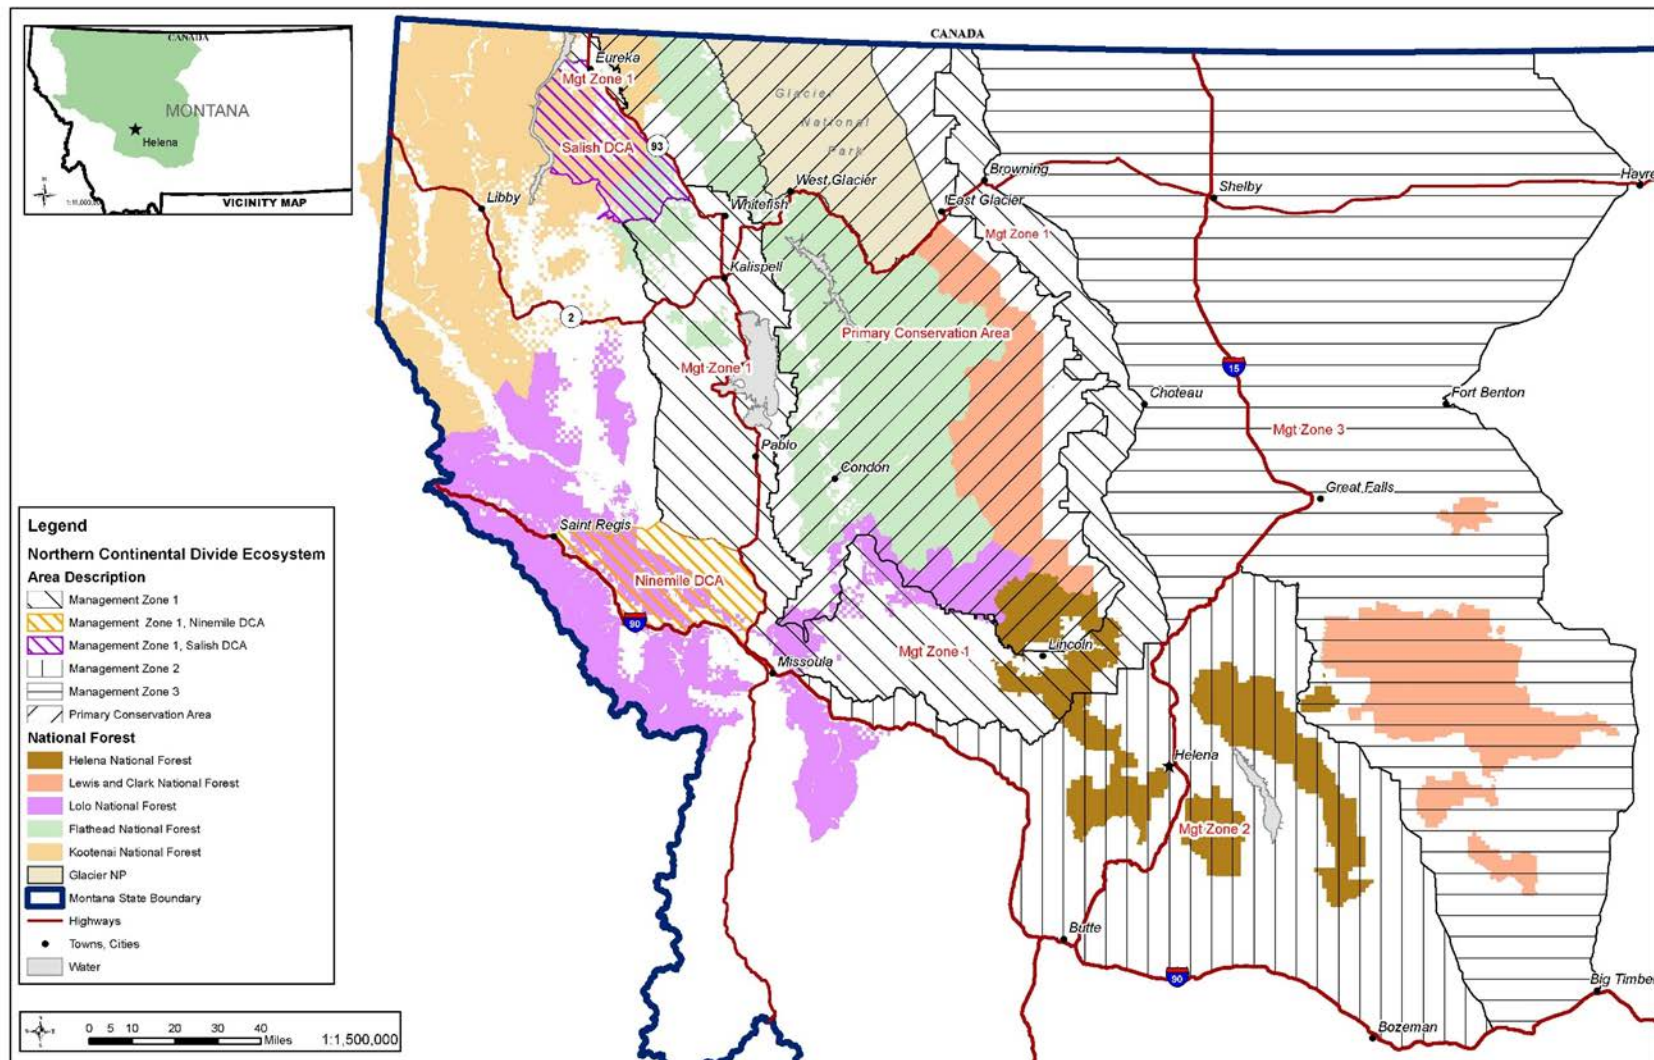 CANADA
MONTANA
Helena
VICINITY MAP
CANADA
Eureka
Mgt Zone 1
Glacier
National
Park
93
Salish DCA
West Glacier
Browning
Shelby
Havre
Libby
Whitefish
East Glacier
Mgt Zone 1
Kalispell
2
Primary Conservation Area
Mgt Zone 1
15
Choteau
Fort Benton
Mgt Zone 3
Pablo
Condon
Great Falls
Saint Regis
Ninemile DCA
90
Mgt Zone 1
Lincoln
Missoula
Helena
Mgt Zone 2
Butte
90
Big Timber
Bozeman
Legend
Northern Continental Divide Ecosystem
Area Description
Management Zone 1
Management Zone 1, Ninemile DCA
Management Zone 1, Salish DCA
Management Zone 2
Management Zone 3
Primary Conservation Area
National Forest
Helena National Forest
Lewis and Clark National Forest
Lolo National Forest
Flathead National Forest
Kootenai National Forest
Glacier NP
Montana State Boundary
Highways
Towns, Cities
Water
0 5 10 20 30 40
Miles
1:1,500,000